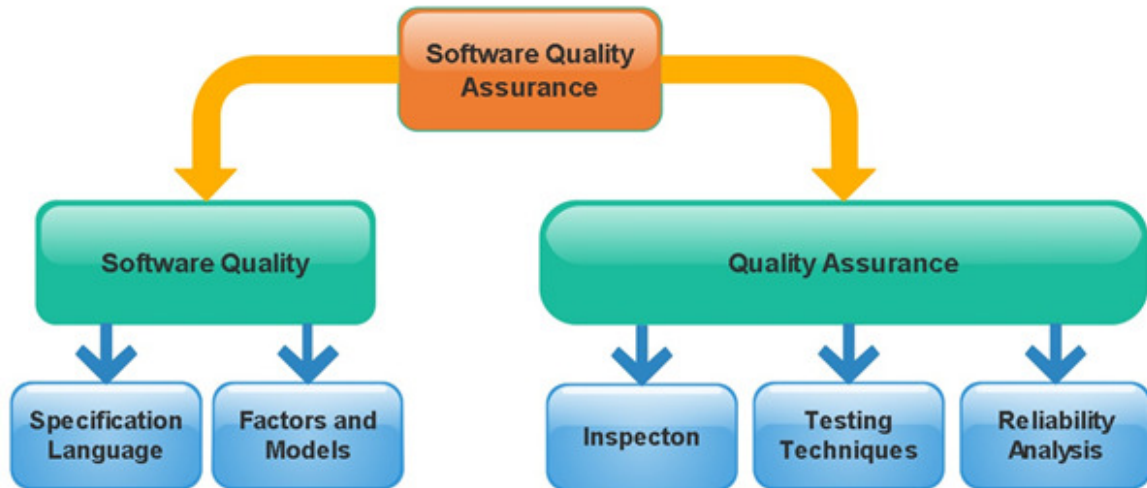 Software Quality
Assurance
Software Quality
Quality Assurance
Specification
Language
Factors and
Models
Inspecton
Testing
Techniques
Reliability
Analysis